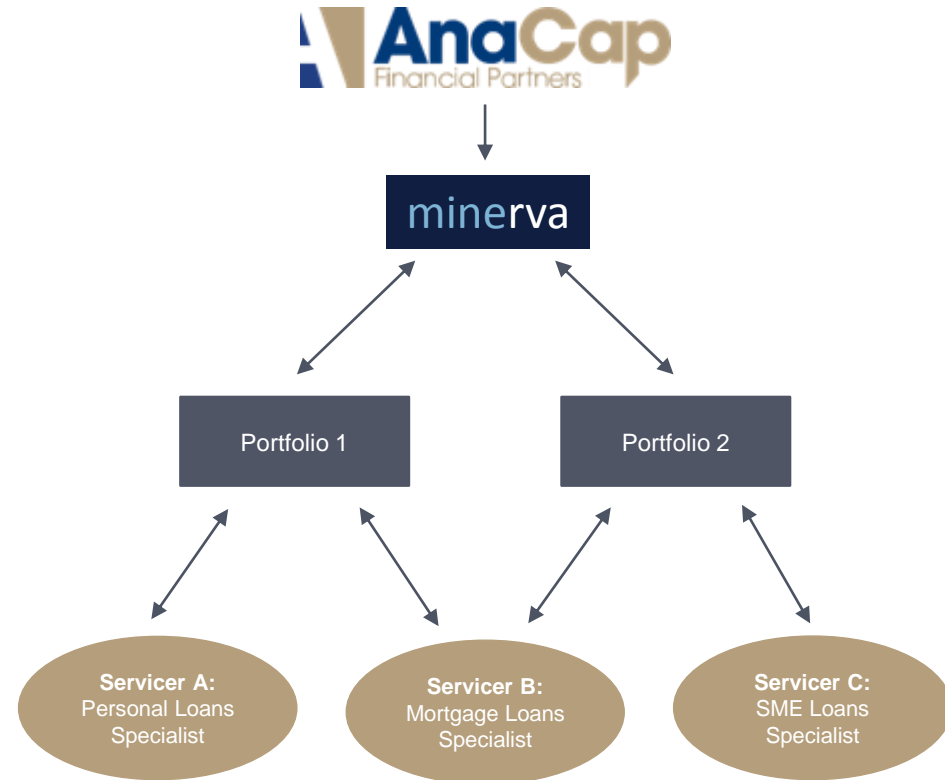 AnaCap
Financial Partners
minerva
Portfolio 1
Portfolio 2
Servicer A:
Personal Loans
Specialist
Servicer B:
Mortgage Loans
Specialist
Servicer C:
SME Loans
Specialist